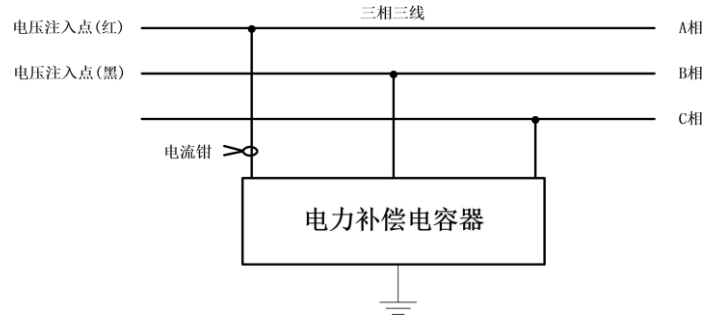 三相三线
电压注入点(红)
A相
电压注入点(黑)
B相
C相
电流钳
电力补偿电容器